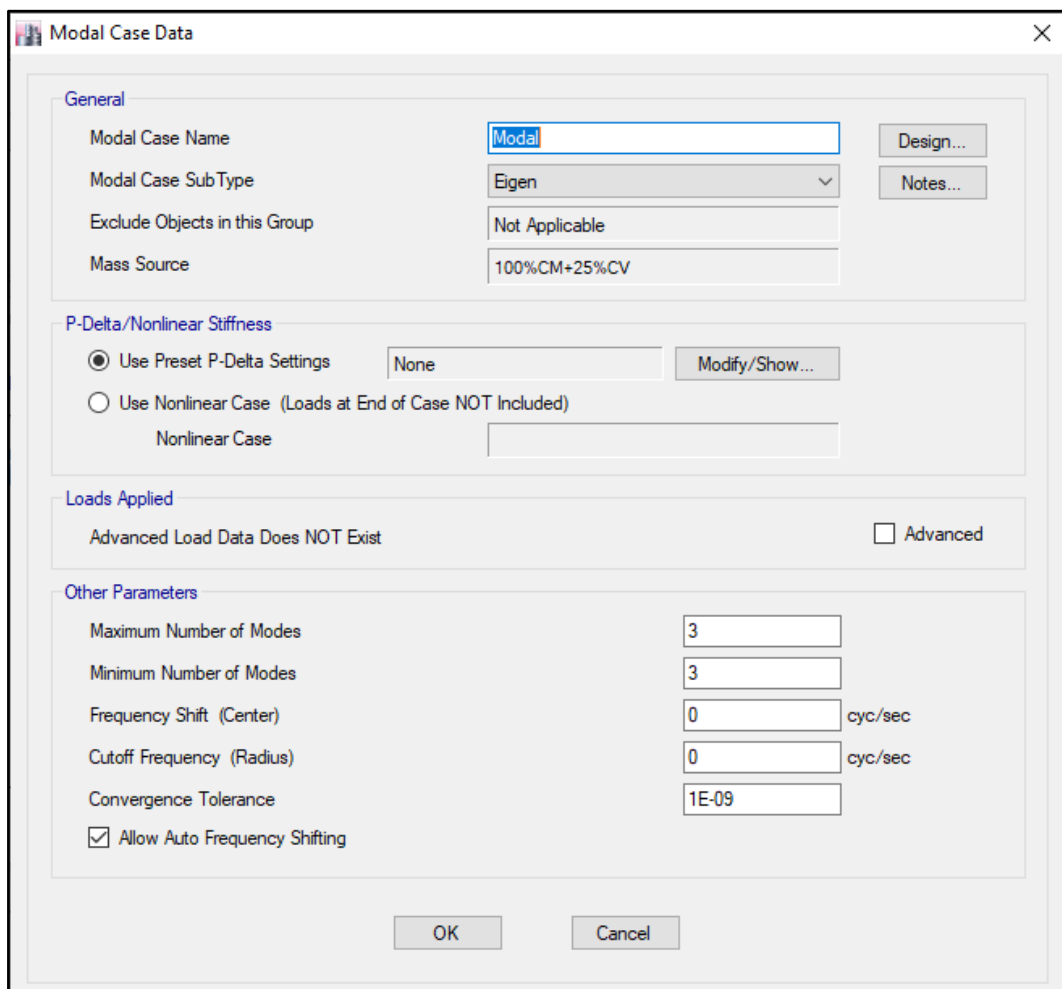 Modal Case Data
General
Modal Case Name Modal Design...
Modal Case SubType Eigen Notes...
Exclude Objects in this Group Not Applicable
Mass Source 100%CM+25%CV
P-Delta/Nonlinear Stiffness
Use Preset P-Delta Settings None Modify/Show...
Use Nonlinear Case (Loads at End of Case NOT Included)
Nonlinear Case
Loads Applied
Advanced Load Data Does NOT Exist Advanced
Other Parameters
Maximum Number of Modes 3
Minimum Number of Modes 3
Frequency Shift (Center) 0 cyc/sec
Cutoff Frequency (Radius) 0 cyc/sec
Convergence Tolerance 1E-09
Allow Auto Frequency Shifting
OK Cancel